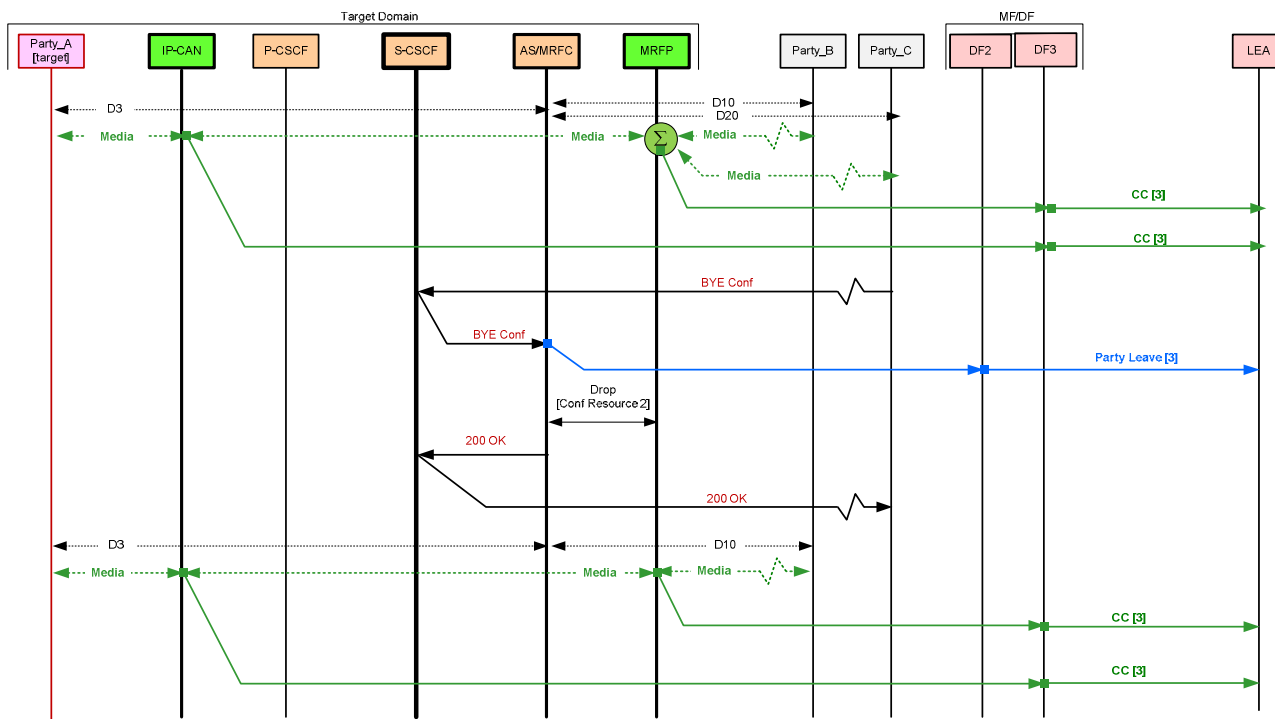 Target Domain
MF/DF
Party_A
[target]
IP-CAN
P-CSCF
S-CSCF
AS/MRFC
MRFP
Party_B
Party_C
DF2
DF3
LEA
D3
D10
D20
Media
Media
Σ
Media
Media
CC [3]
CC [3]
BYE Conf
BYE Conf
Party Leave [3]
Drop
[Conf Resource2]
200 OK
200 OK
D3
D10
Media
Media
Media
CC [3]
CC [3]